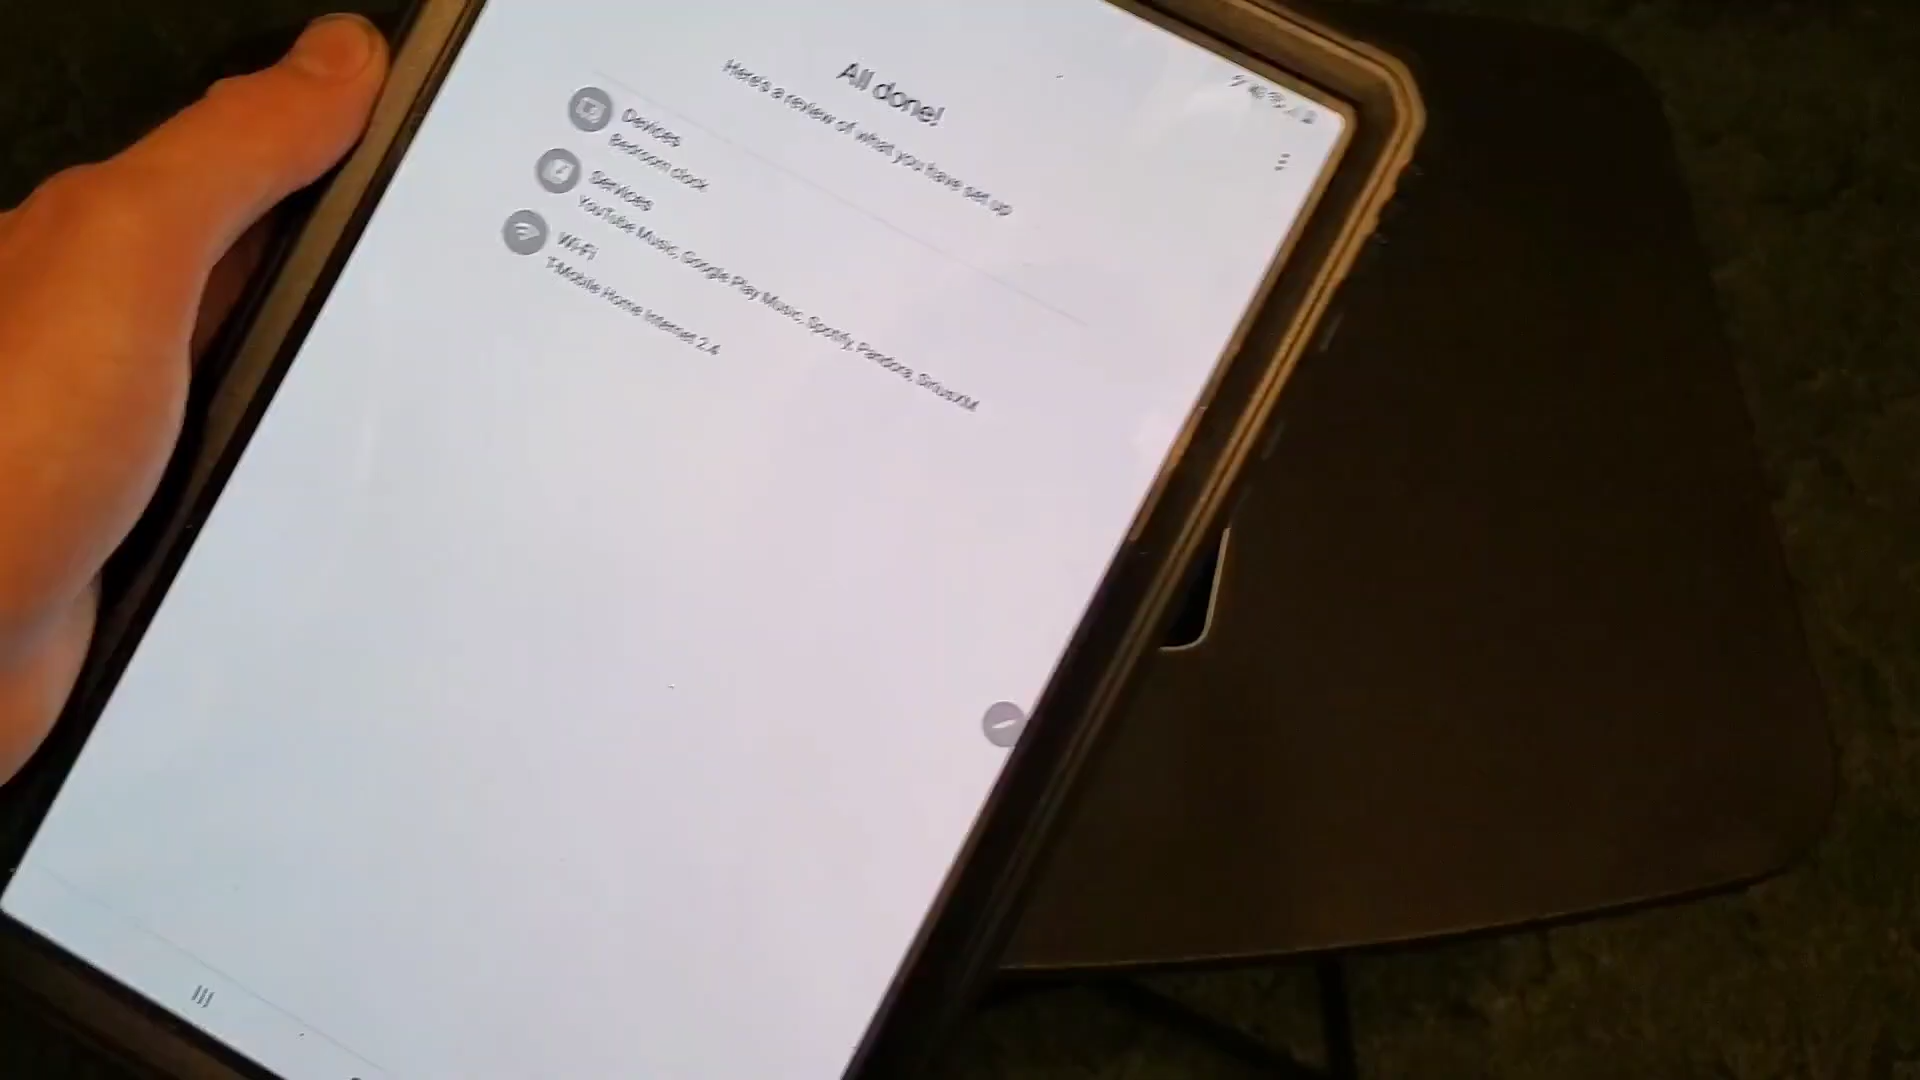 All done!
Here's a review of what you have set up
Devices
Bedroom clock
Services
YouTube Music, Google Play Music, Spotify, Pandora, SiriusXM
Wi-Fi
T-Mobile Home Internet 2.4